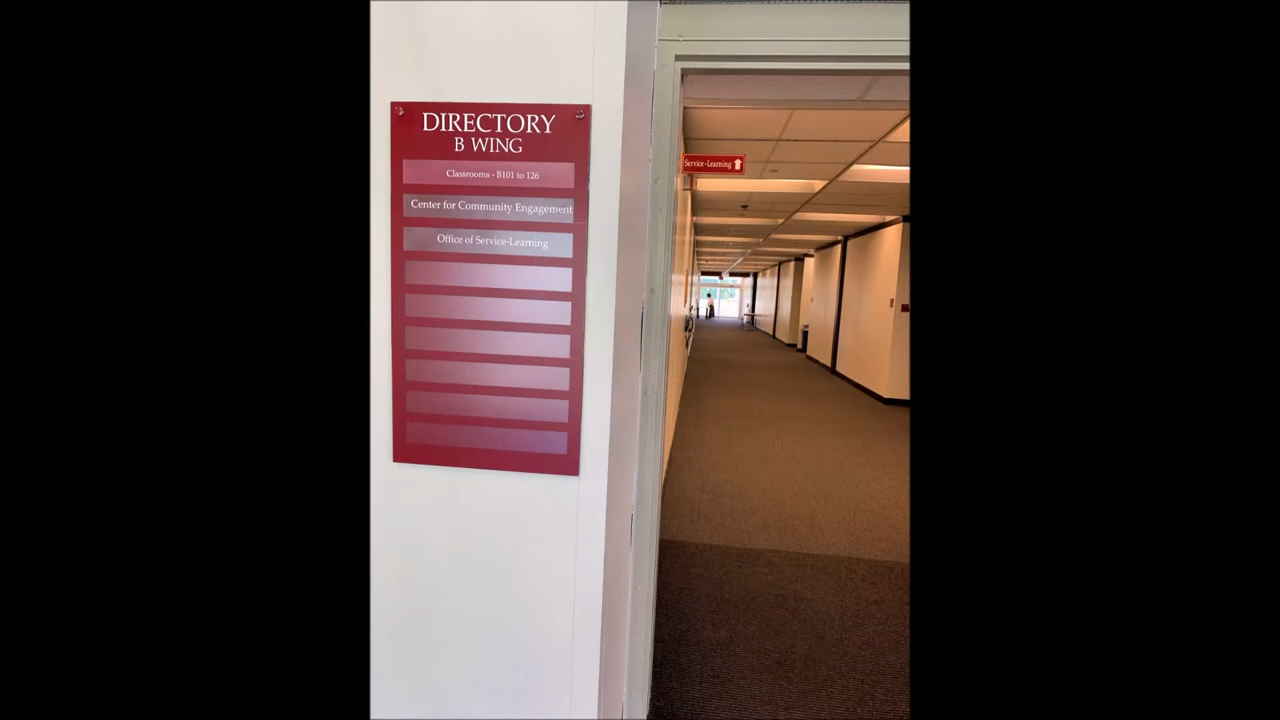 DIRECTORY
B WING
Classrooms - B101 to 126
Center for Community Engagement
Office of Service-Learning
Service-Learning